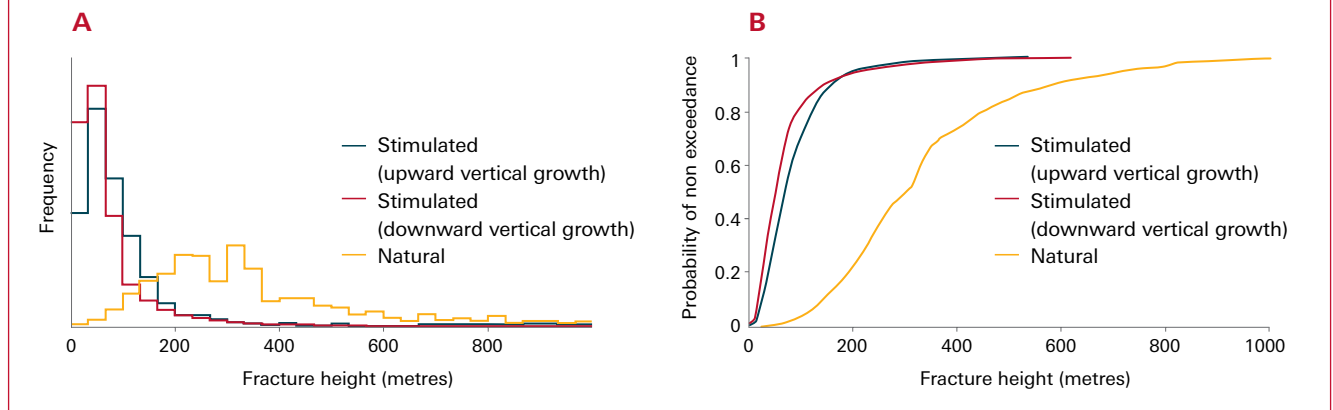 A
Frequency
Stimulated
(upward vertical growth)
Stimulated
(downward vertical growth)
Natural
0 200 400 600 800
Fracture height (metres)
B
Probability of non exceedance
1
0.8
0.6
0.4
0.2
0
Stimulated
(upward vertical growth)
Stimulated
(downward vertical growth)
Natural
0 200 400 600 800 1000
Fracture height (metres)